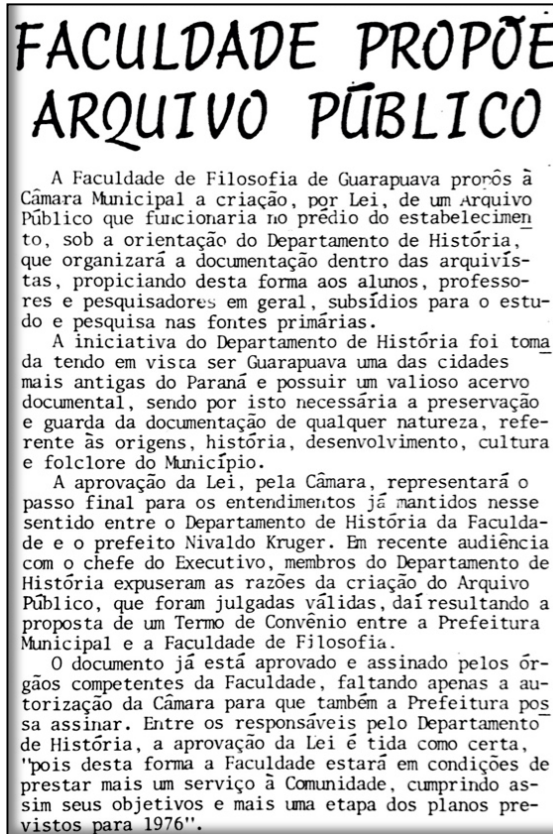 FACULDADE PROPÕE
ARQUIVO PÚBLICO
A Faculdade de Filosofia de Guarapuava propôs à
Câmara Municipal a criação, por Lei, de um Arquivo
Público que funcionaria no prédio do estabelecimen
to, sob a orientação do Departamento de História,
que organizará a documentação dentro das arquivís-
tas, propiciando desta forma aos alunos, professo-
res e pesquisadores em geral, subsídios para o estu-
do e pesquisa nas fontes primárias.
A iniciativa do Departamento de História foi toma
da tendo em vista ser Guarapuava uma das cidades
mais antigas do Paraná e possuir um valioso acervo
documental, sendo por isto necessária a preservação
e guarda da documentação de qualquer natureza, refe-
rente às origens, história, desenvolvimento, cultura
e folclore do Município.
A aprovação da Lei, pela Câmara, representará o
passo final para os entendimentos já mantidos nesse
sentido entre o Departamento de História da Faculda-
de e o prefeito Nivaldo Kruger. Em recente audiência
com o chefe do Executivo, membros do Departamento de
História expuseram as razões da criação do Arquivo
Público, que foram julgadas válidas, daí resultando a
proposta de um Termo de Convênio entre a Prefeitura
Municipal e a Faculdade de Filosofia.
O documento já está aprovado e assinado pelos ór-
gãos competentes da Faculdade, faltando apenas a au-
torização da Câmara para que também a Prefeitura pos
sa assinar. Entre os responsáveis pelo Departamento
de História, a aprovação da Lei é tida como certa,
"pois desta forma a Faculdade estará em condições de
prestar mais um serviço à Comunidade, cumprindo as-
sim seus objetivos e mais uma etapa dos planos pre-
vistos para 1976".